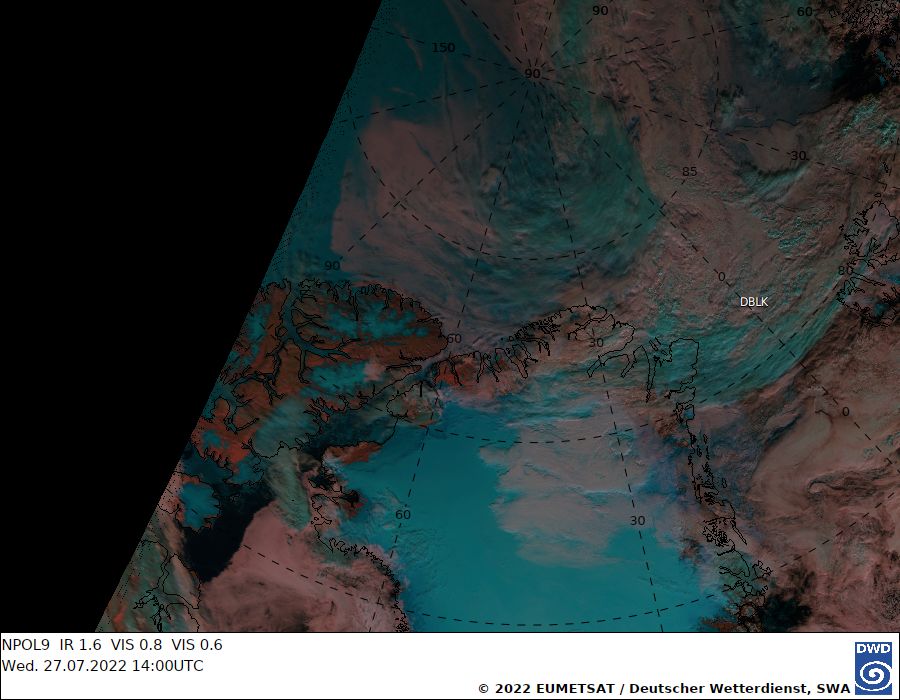 90
60
150
90
30
85
90
0
80
DBLK
60
30
0
60
30
NPOL9 IR 1.6 VIS 0.8 VIS 0.6
Wed. 27.07.2022 14:00UTC
DWD
© 2022 EUMETSAT / Deutscher Wetterdienst, SWA